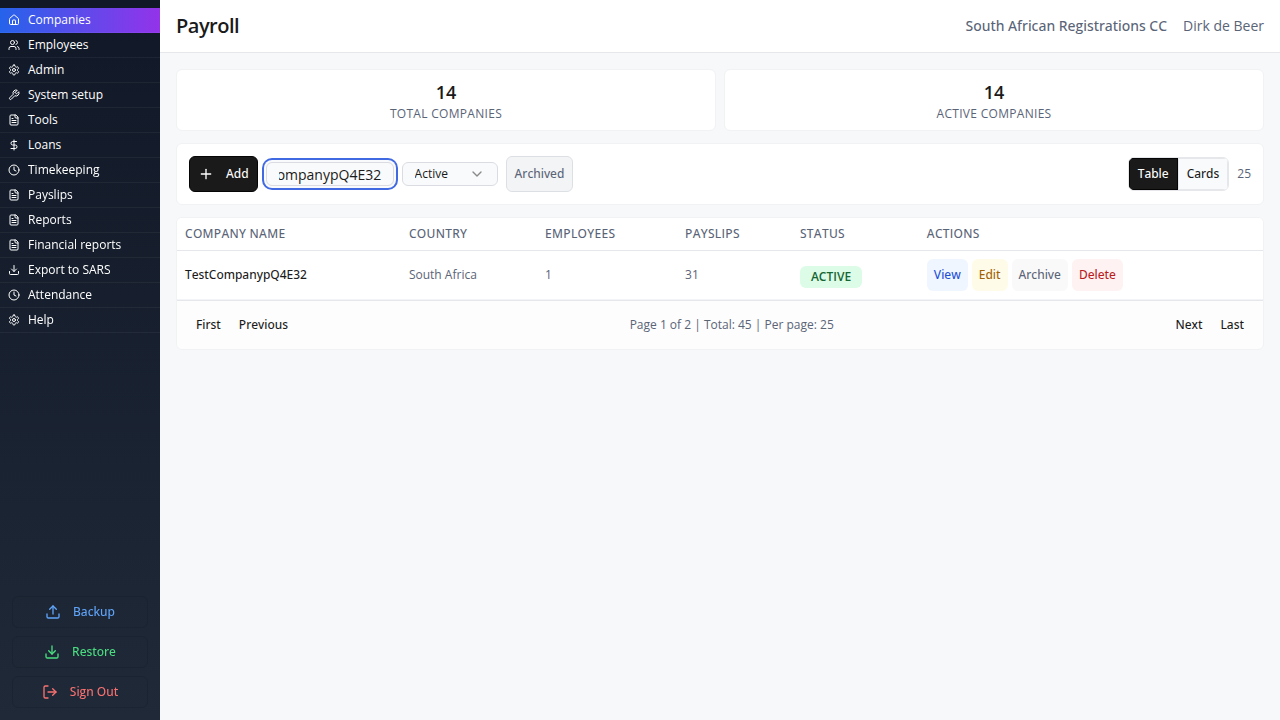 Companies
Employees
Admin
System setup
Tools
Loans
Timekeeping
Payslips
Reports
Financial reports
Export to SARS
Attendance
Help
Backup
Restore
Sign Out
Payroll
South African Registrations CC Dirk de Beer
14
TOTAL COMPANIES
14
ACTIVE COMPANIES
Add ompanypQ4E32 Active Archived Table Cards 25
COMPANY NAME COUNTRY EMPLOYEES PAYSLIPS STATUS ACTIONS
TestCompanypQ4E32 South Africa 1 31 ACTIVE View Edit Archive Delete
First Previous Page 1 of 2 | Total: 45 | Per page: 25 Next Last